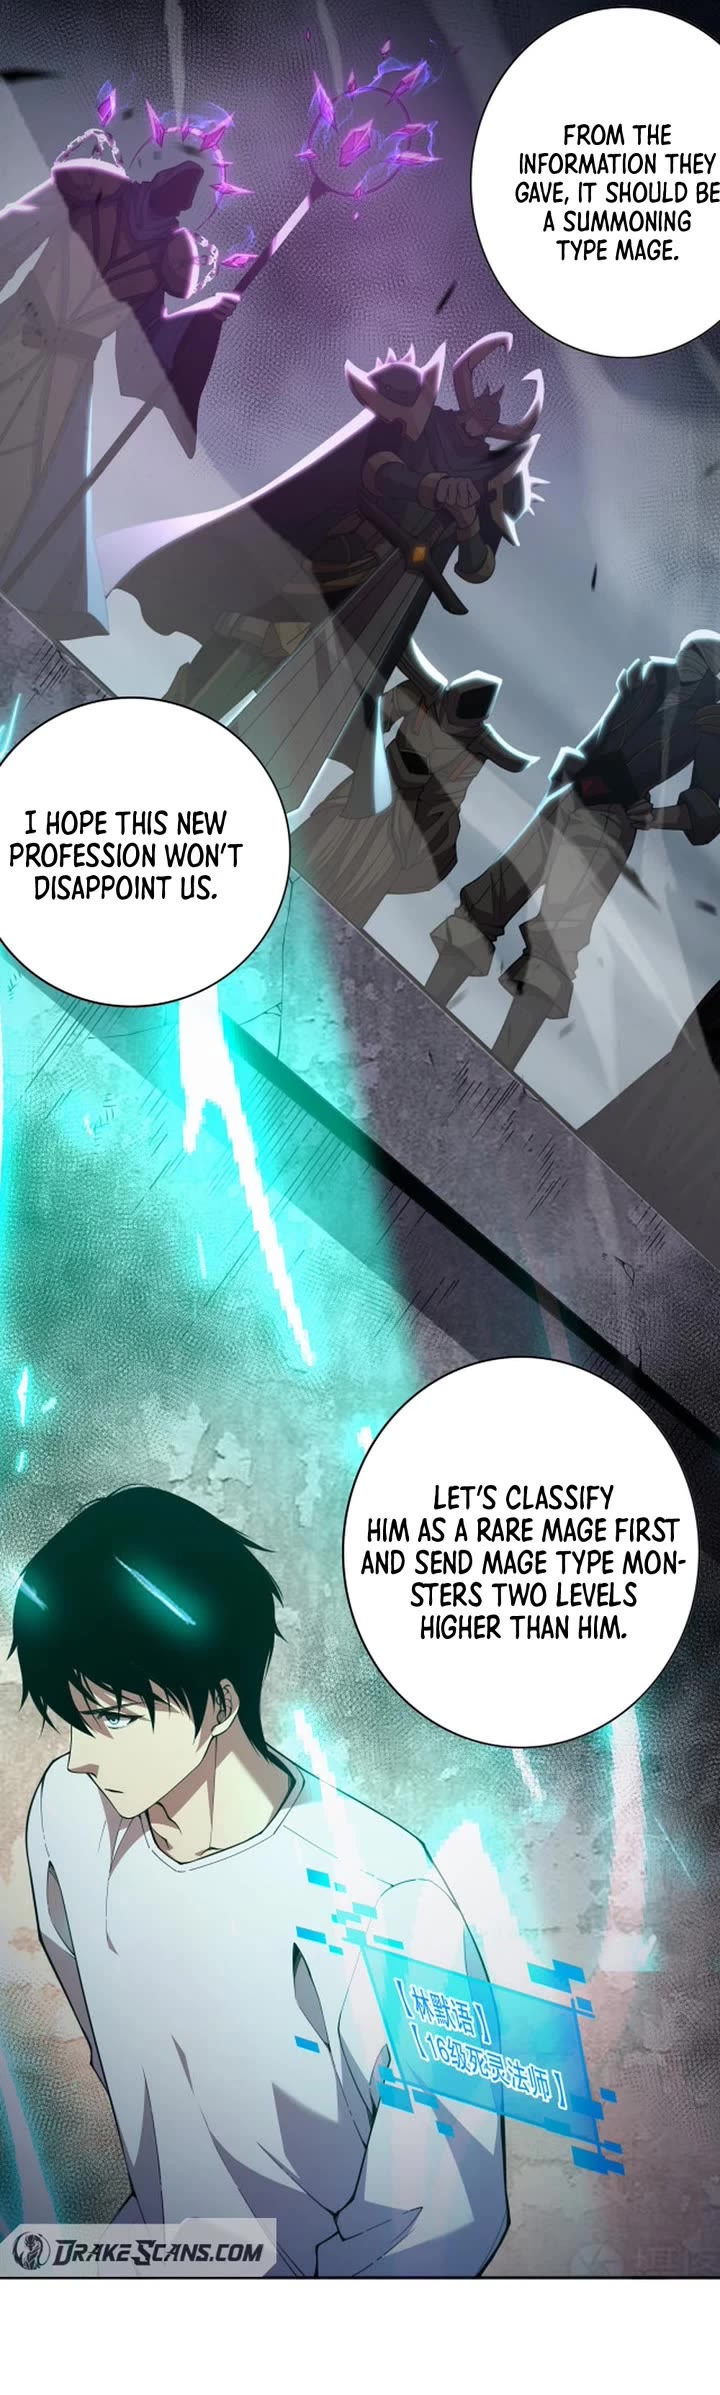 FROM THE
INFORMATION THEY
GAVE, IT SHOULD BE
A SUMMONING
TYPE MAGE.
I HOPE THIS NEW
PROFESSION WON'T
DISAPPOINT US.
LET'S CLASSIFY
HIM AS A RARE MAGE FIRST
AND SEND MAGE TYPE MON-
STERS TWO LEVELS
HIGHER THAN HIM.
【林默语】
【16级死灵法师】
DRAKESCANS.COM